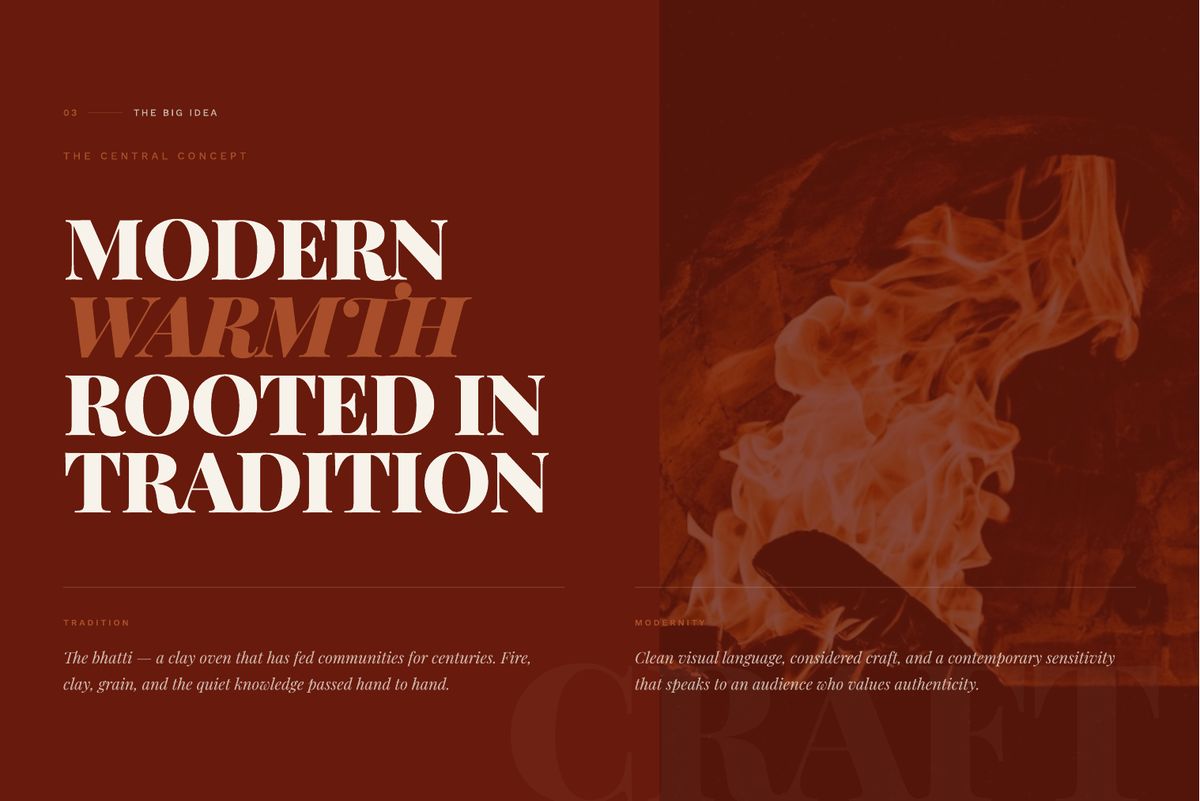 03 THE BIG IDEA
THE CENTRAL CONCEPT
MODERN
WARMTH
ROOTED IN
TRADITION
TRADITION
The bhatti — a clay oven that has fed communities for centuries. Fire,
clay, grain, and the quiet knowledge passed hand to hand.
MODERNITY
Clean visual language, considered craft, and a contemporary sensitivity
that speaks to an audience who values authenticity.
CRAFT